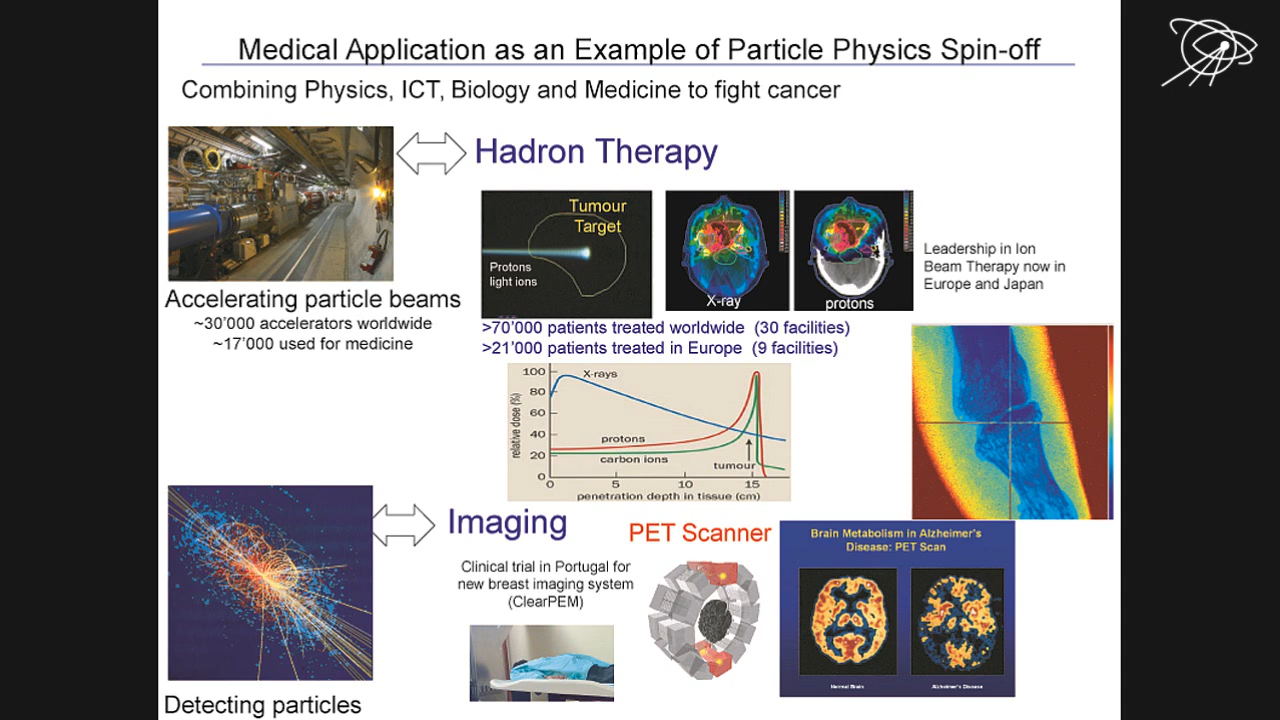 Medical Application as an Example of Particle Physics Spin-off
Combining Physics, ICT, Biology and Medicine to fight cancer
Hadron Therapy
Tumour
Target
Protons
light ions
X-ray
protons
Leadership in Ion
Beam Therapy now in
Europe and Japan
Accelerating particle beams
~30'000 accelerators worldwide
~17'000 used for medicine
>70'000 patients treated worldwide (30 facilities)
>21'000 patients treated in Europe (9 facilities)
relative dose (%)
100
80
60
40
20
0
X-rays
protons
carbon ions
tumour
0 5 10 15
penetration depth in tissue (cm)
Imaging
Clinical trial in Portugal for
new breast imaging system
(ClearPEM)
PET Scanner
Brain Metabolism in Alzheimer's
Disease: PET Scan
Normal Brain
Alzheimer's Disease
Detecting particles